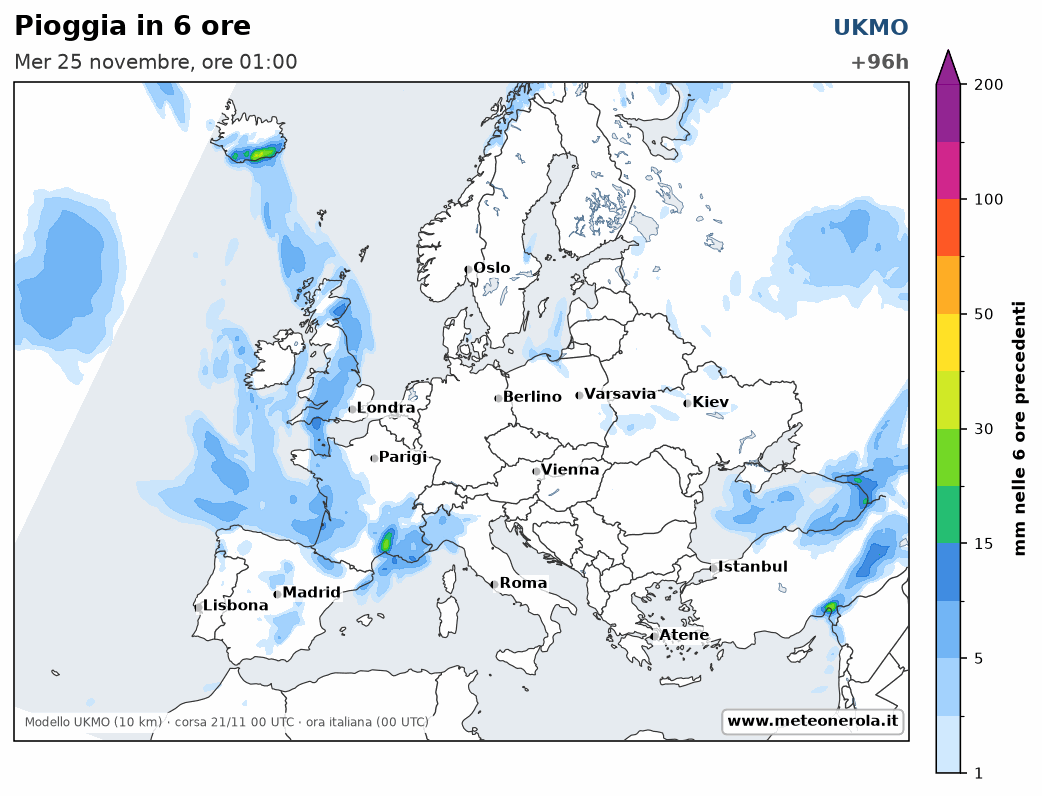 Pioggia in 6 ore
UKMO
Mer 25 novembre, ore 01:00
+96h
200
100
50
30
15
5
1
mm nelle 6 ore precedenti
Oslo
Berlino
Varsavia
Kiev
Londra
Parigi
Vienna
Istanbul
Roma
Madrid
Lisbona
Atene
Modello UKMO (10 km) · corsa 21/11 00 UTC · ora italiana (00 UTC)
www.meteonerola.it